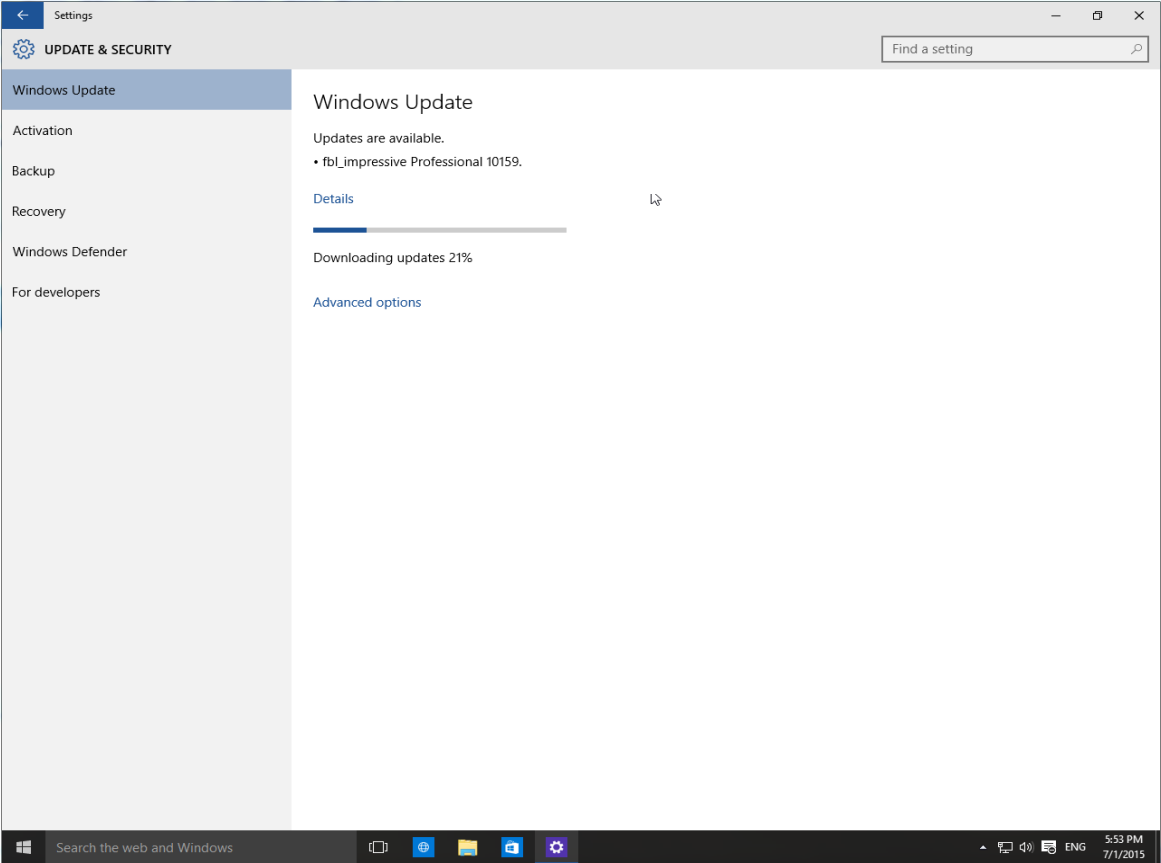 Settings
UPDATE & SECURITY
Find a setting
Windows Update
Activation
Backup
Recovery
Windows Defender
For developers
Windows Update
Updates are available.
• fbl_impressive Professional 10159.
Details
Downloading updates 21%
Advanced options
Search the web and Windows
ENG
5:53 PM
7/1/2015